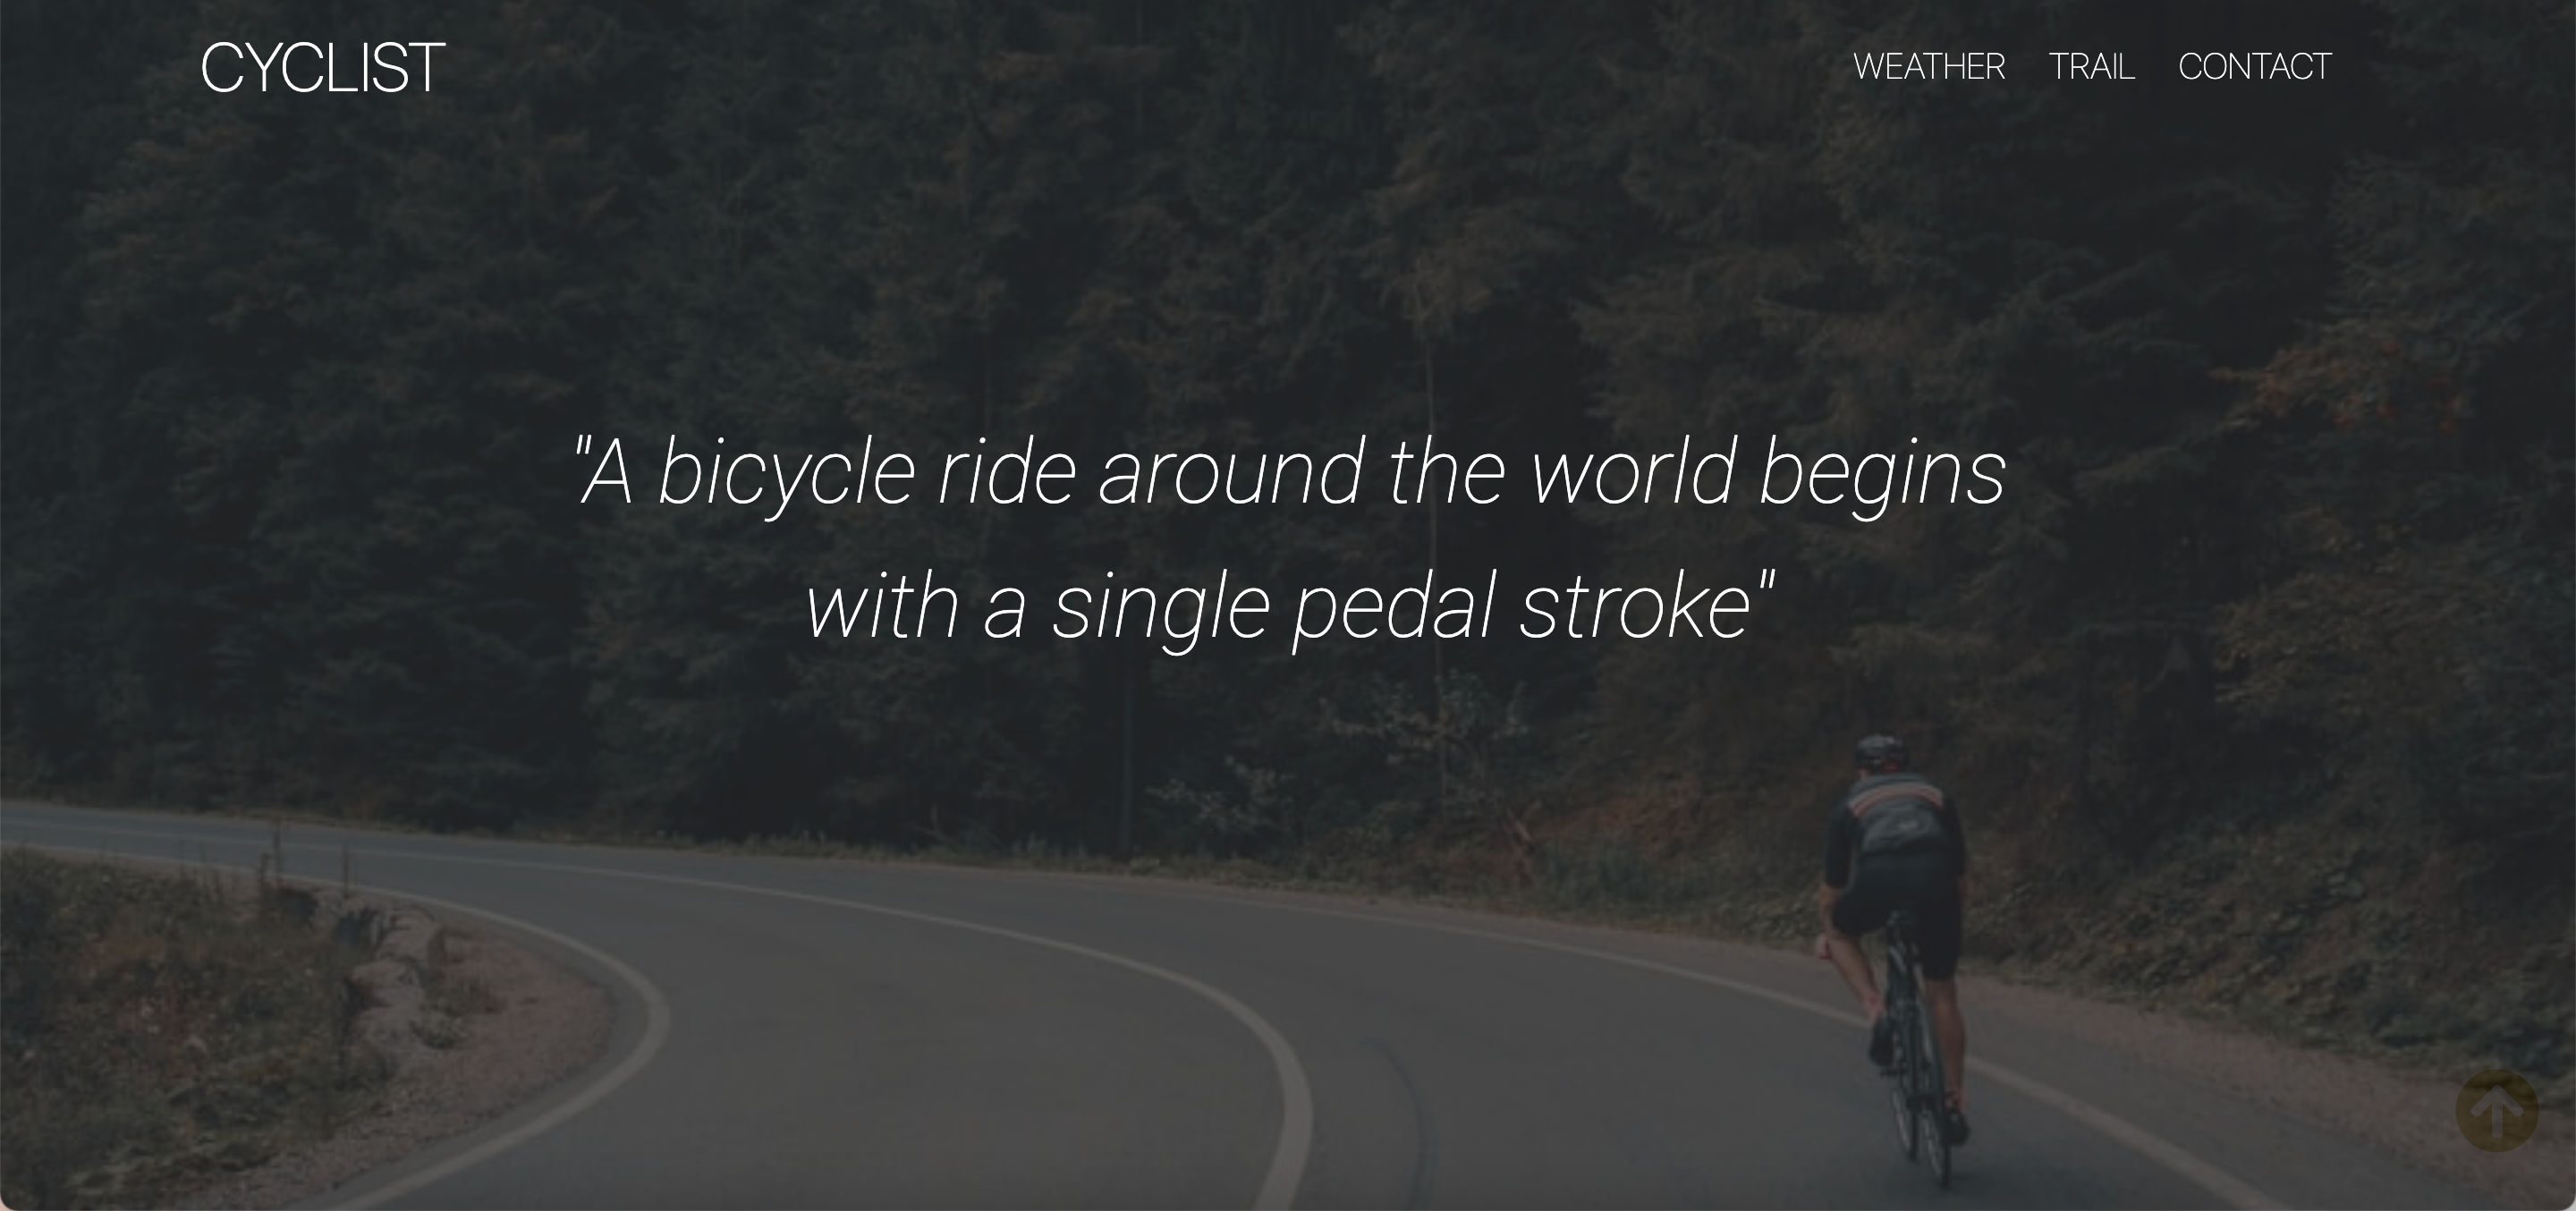 CYCLIST
WEATHER TRAIL CONTACT
"A bicycle ride around the world begins
with a single pedal stroke"